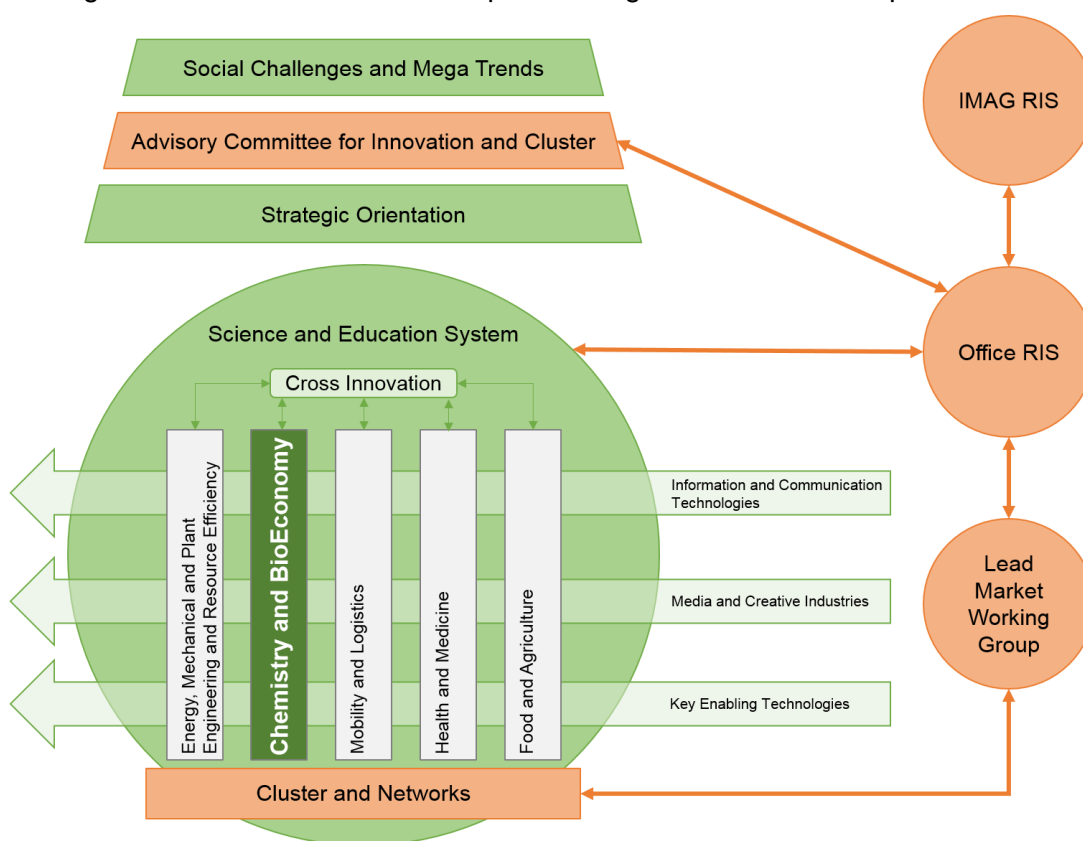 Social Challenges and Mega Trends
IMAG RIS
Advisory Committee for Innovation and Cluster
Strategic Orientation
Science and Education System
Office RIS
Cross Innovation
Energy, Mechanical and Plant
Engineering and Resource Efficiency
Chemistry and BioEconomy
Mobility and Logistics
Health and Medicine
Food and Agriculture
Information and Communication
Technologies
Media and Creative Industries
Key Enabling Technologies
Lead
Market
Working
Group
Cluster and Networks